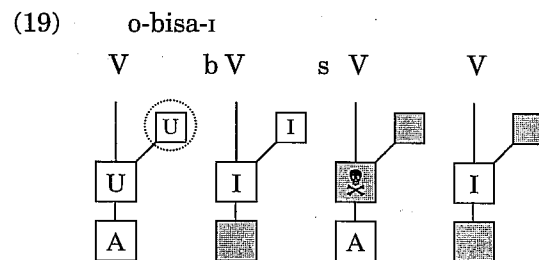 (19) o-bisa-ɪ
V b V s V V
U I
U I I
A A